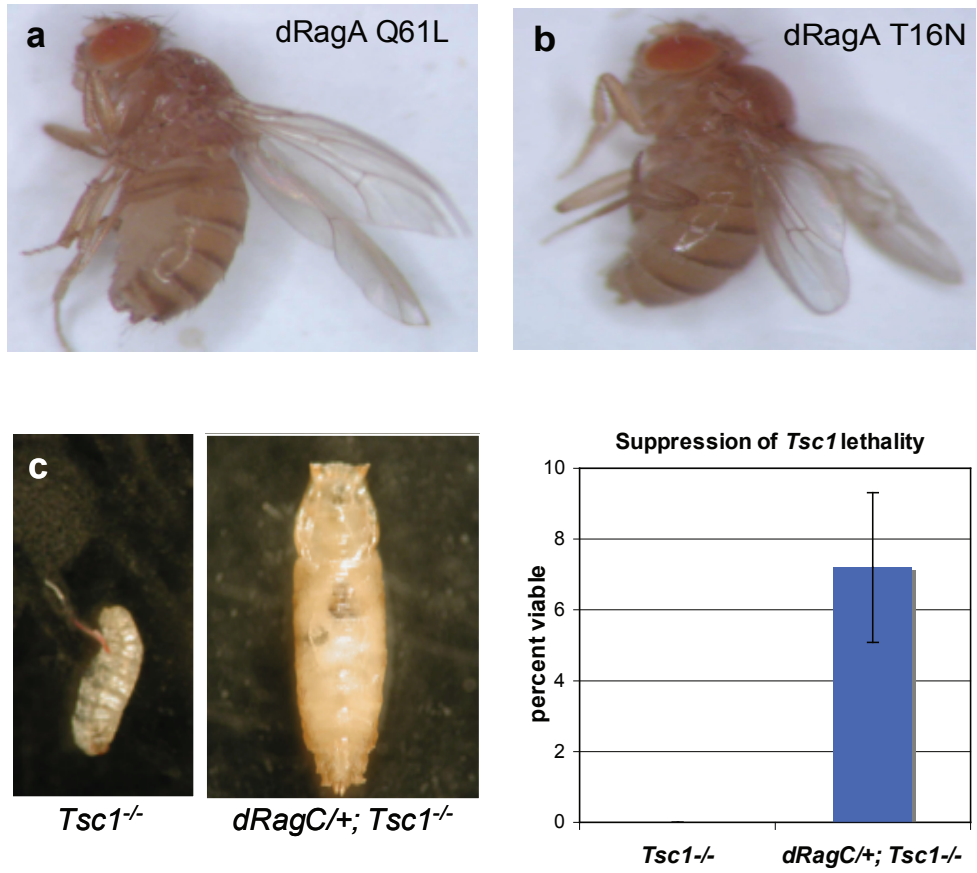 a
dRagA Q61L
b
dRagA T16N
c
Tsc1-/-
dRagC/+; Tsc1-/-
Suppression of Tsc1 lethality
percent viable
10
8
6
4
2
0
Tsc1-/-
dRagC/+; Tsc1-/-